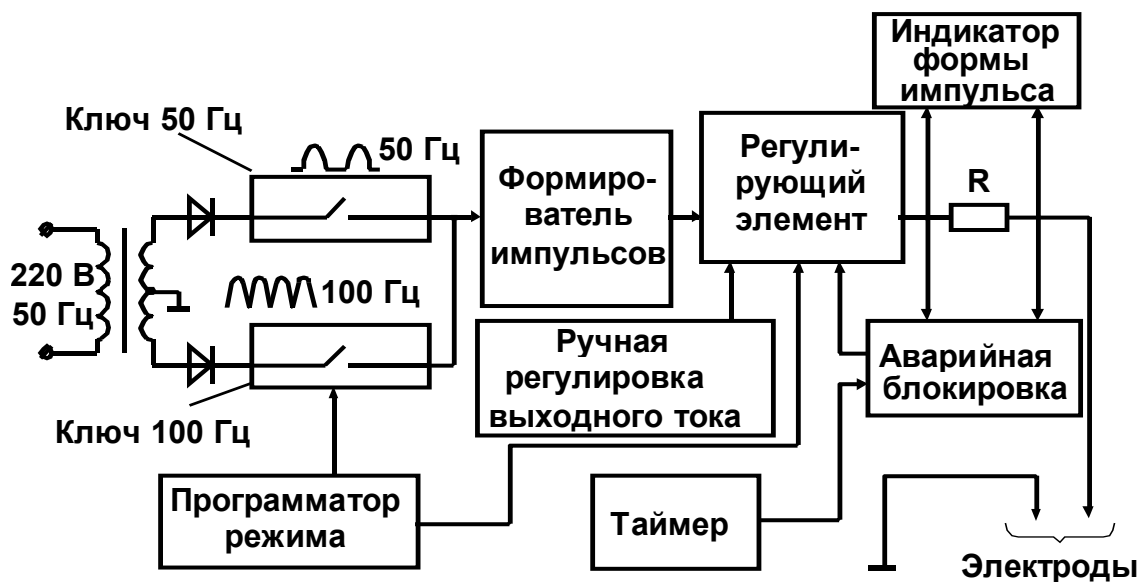 Индикатор
формы
импульса
Ключ 50 Гц
50 Гц
Формиро-
ватель
импульсов
Регули-
рующий
элемент
R
220 В
50 Гц
100 Гц
Ручная
регулировка
выходного тока
Аварийная
блокировка
Ключ 100 Гц
Программатор
режима
Таймер
Электроды